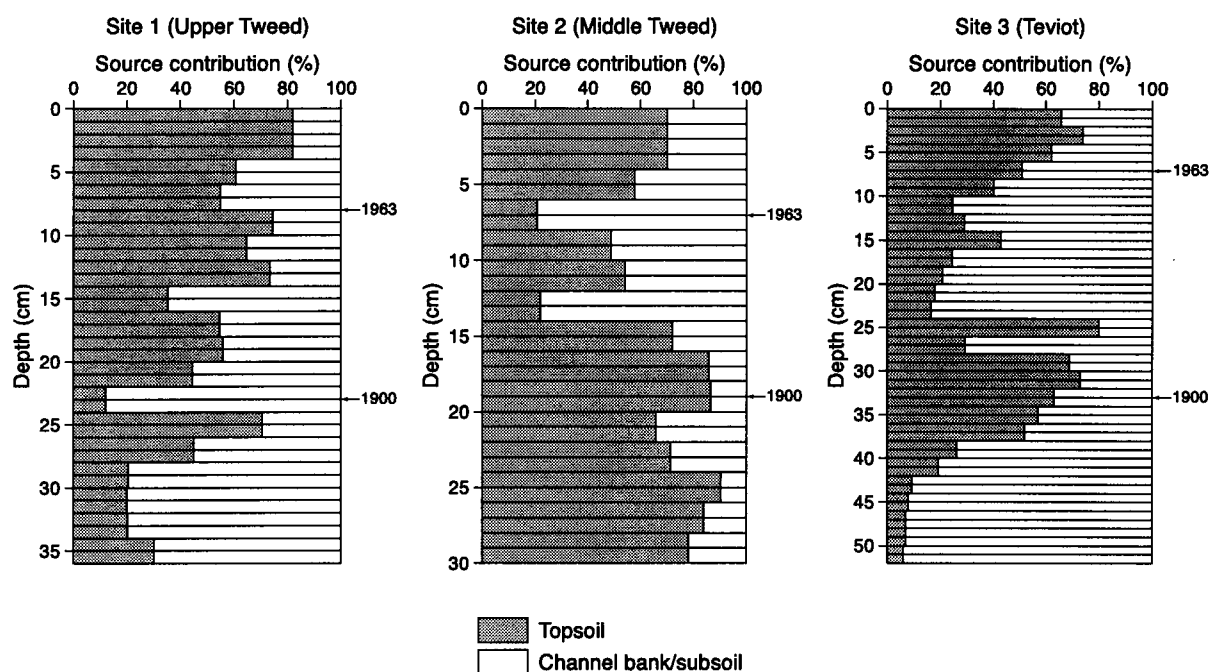 Site 1 (Upper Tweed)
Source contribution (%)
0 20 40 60 80 100
Depth (cm)
0
5
10
15
20
25
30
35
1963
1900
Site 2 (Middle Tweed)
Source contribution (%)
0 20 40 60 80 100
Depth (cm)
0
5
10
15
20
25
30
1963
1900
Site 3 (Teviot)
Source contribution (%)
0 20 40 60 80 100
Depth (cm)
0
5
10
15
20
25
30
35
40
45
50
1963
1900
Topsoil
Channel bank/subsoil